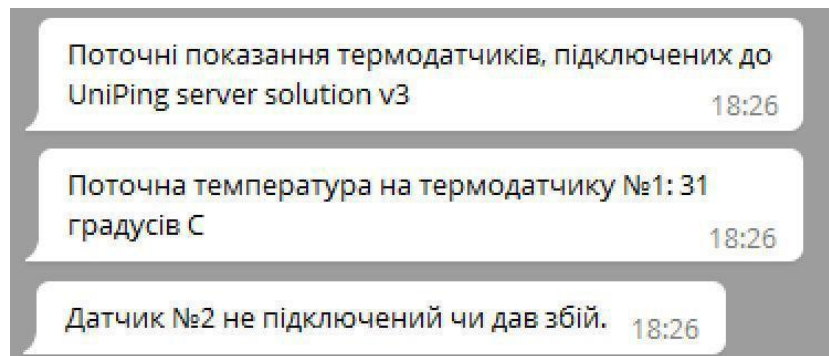 Поточні показання термодатчиків, підключених до
UniPing server solution v3
18:26
Поточна температура на термодатчику №1: 31
градусів С
18:26
Датчик №2 не підключений чи дав збій.
18:26